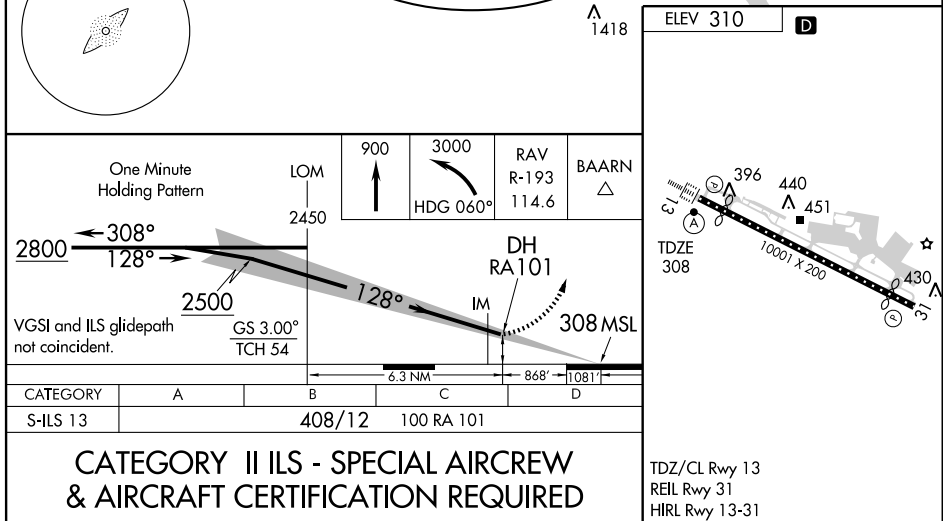 1418
ELEV 310
D
One Minute
Holding Pattern
LOM
2450
900
3000
HDG 060°
RAV
R-193
114.6
BAARN
2800
308°
128°
2500
VGSI and ILS glidepath
not coincident.
GS 3.00°
TCH 54
128°
IM
DH
RA 101
308 MSL
6.3 NM
868'
1081'
CATEGORY A B C D
S-ILS 13 408/12 100 RA 101
CATEGORY II ILS - SPECIAL AIRCREW
& AIRCRAFT CERTIFICATION REQUIRED
P
396
440
451
13
A
TDZE
308
10001 X 200
430
P
31
TDZ/CL Rwy 13
REIL Rwy 31
HIRL Rwy 13-31